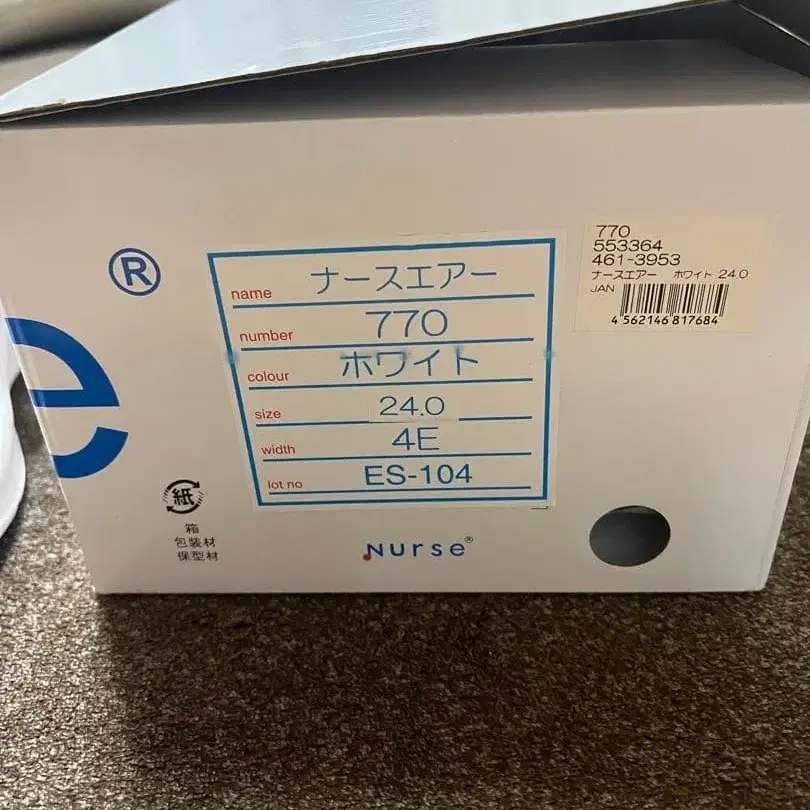 ®
e
name ナースエアー
number 770
colour ホワイト
size 24.0
width 4E
lot no ES-104
770
553364
461-3953
ナースエアー ホワイト 24.0
JAN
4 562146 817684
紙
箱
包装材
保型材
Nurse®